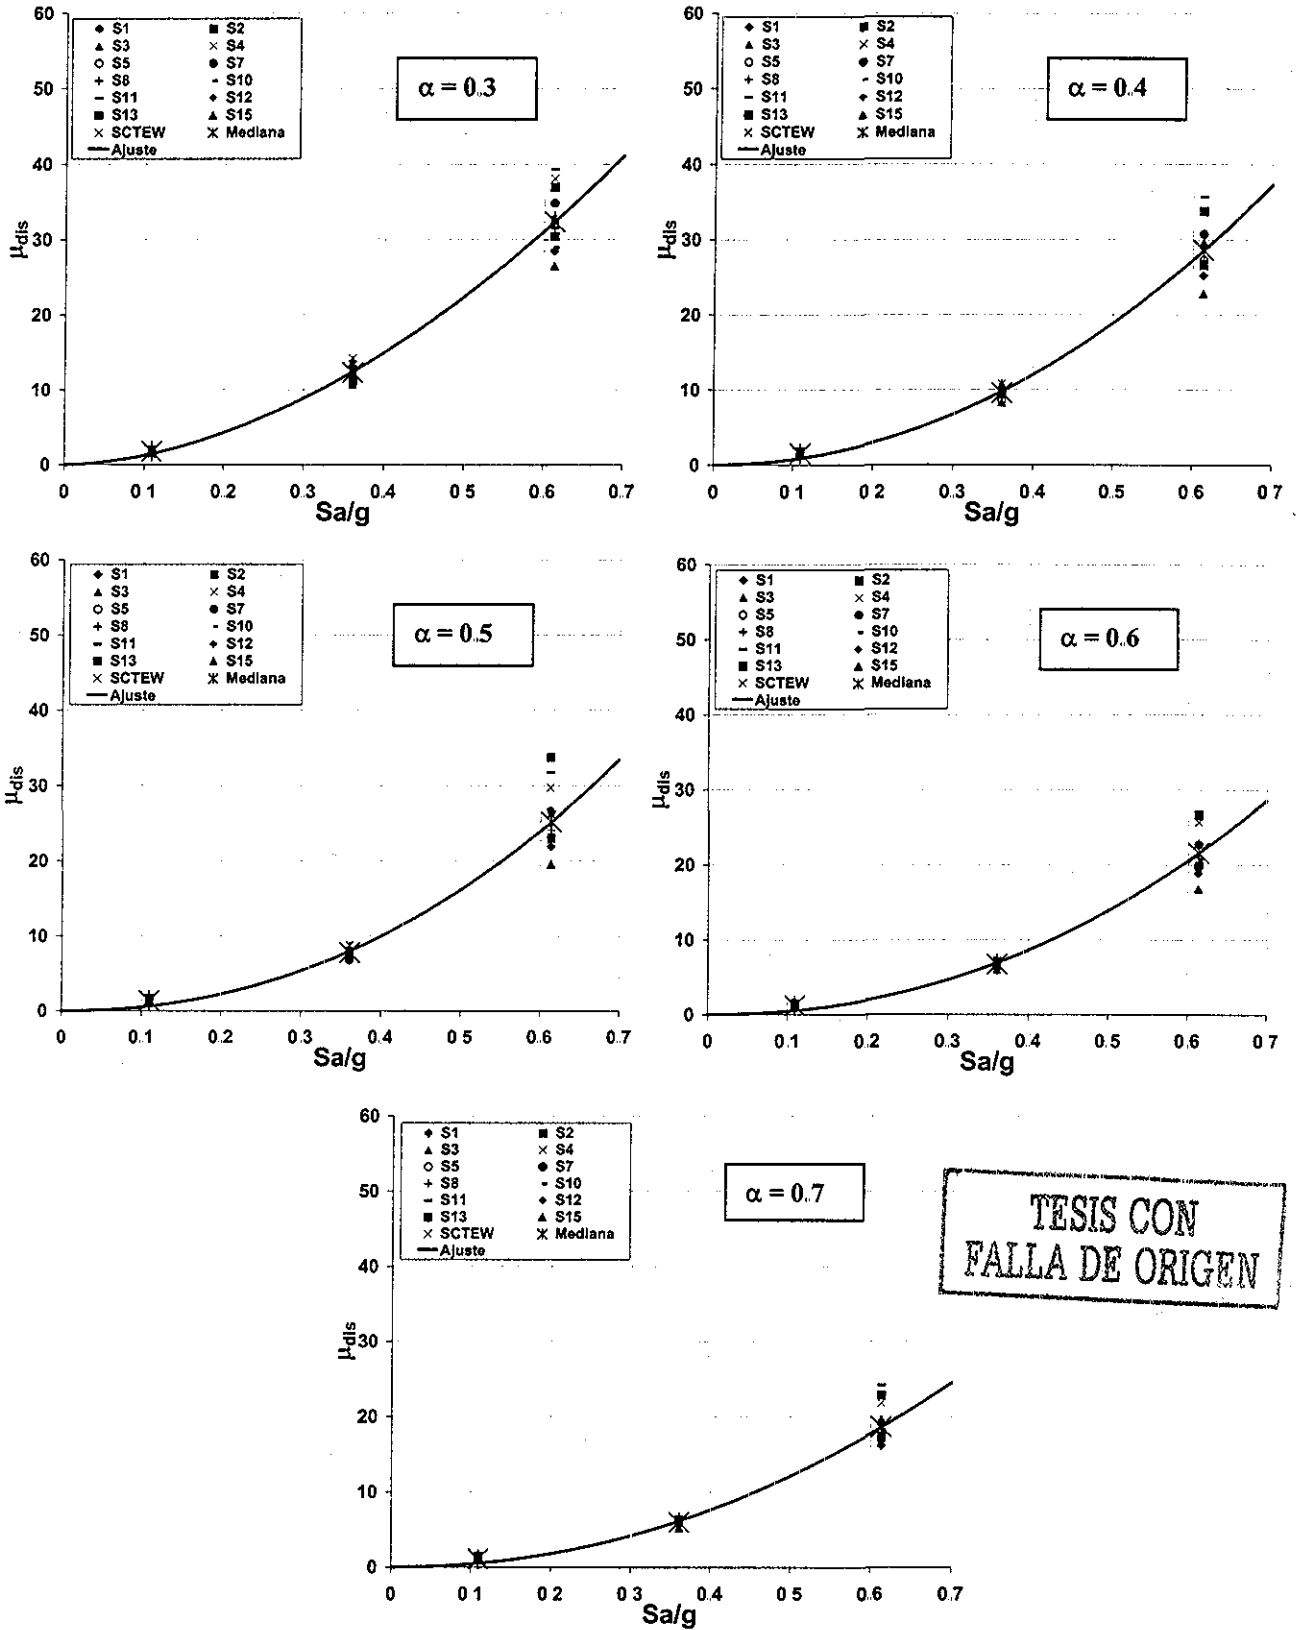 60
50
40
30
20
10
0
μdis
S1 S2
S3 S4
S5 S7
S8 S10
S11 S12
S13 S15
SCTEW Mediana
Ajuste
α = 0.3
0 0.1 0.2 0.3 0.4 0.5 0.6 0.7
Sa/g
60
50
40
30
20
10
0
μdis
S1 S2
S3 S4
S5 S7
S8 S10
S11 S12
S13 S15
SCTEW Mediana
Ajuste
α = 0.4
0 0.1 0.2 0.3 0.4 0.5 0.6 0.7
Sa/g
60
50
40
30
20
10
0
μdis
S1 S2
S3 S4
S5 S7
S8 S10
S11 S12
S13 S15
SCTEW Mediana
Ajuste
α = 0.5
0 0.1 0.2 0.3 0.4 0.5 0.6 0.7
Sa/g
60
50
40
30
20
10
0
μdis
S1 S2
S3 S4
S5 S7
S8 S10
S11 S12
S13 S15
SCTEW Mediana
Ajuste
α = 0.6
0 0.1 0.2 0.3 0.4 0.5 0.6 0.7
Sa/g
60
50
40
30
20
10
0
μdis
S1 S2
S3 S4
S5 S7
S8 S10
S11 S12
S13 S15
SCTEW Mediana
Ajuste
α = 0.7
0 0.1 0.2 0.3 0.4 0.5 0.6 0.7
Sa/g
TESIS CON
FALLA DE ORIGEN